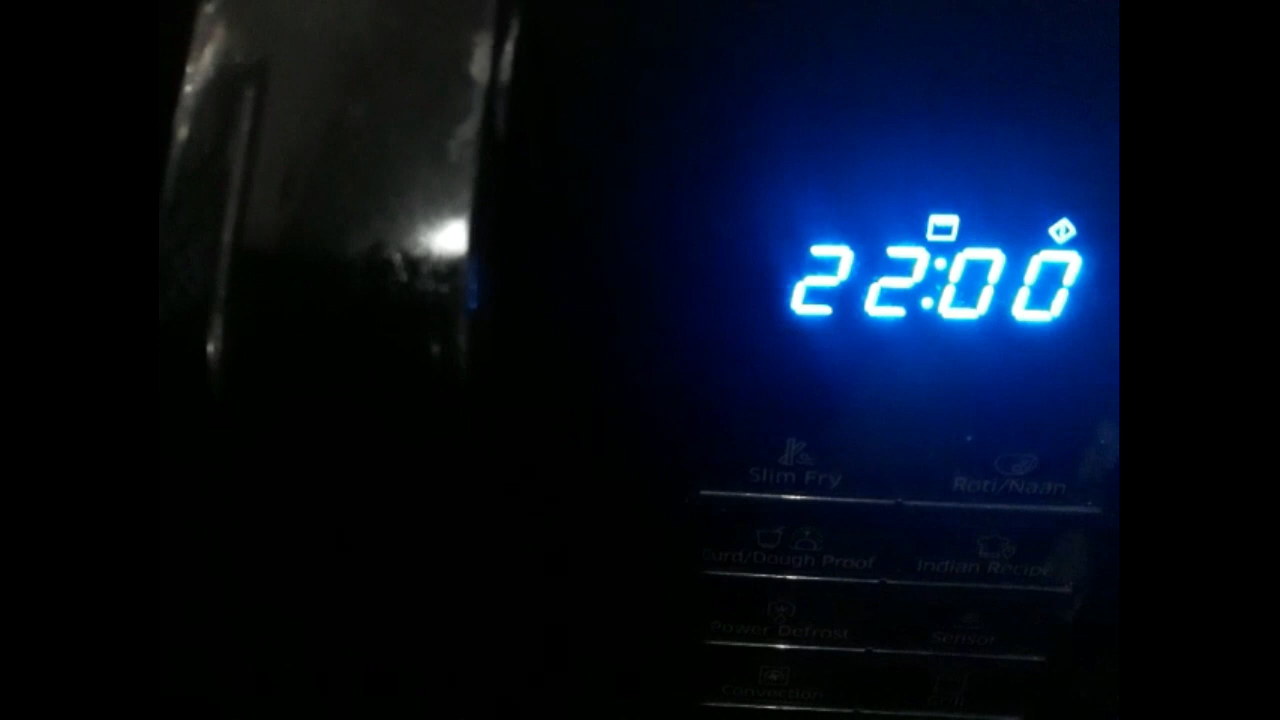 22:00
Slim Fry Roti/Naan
Curd/Dough Proof Indian Recipe
Power Defrost Sensor
Convection